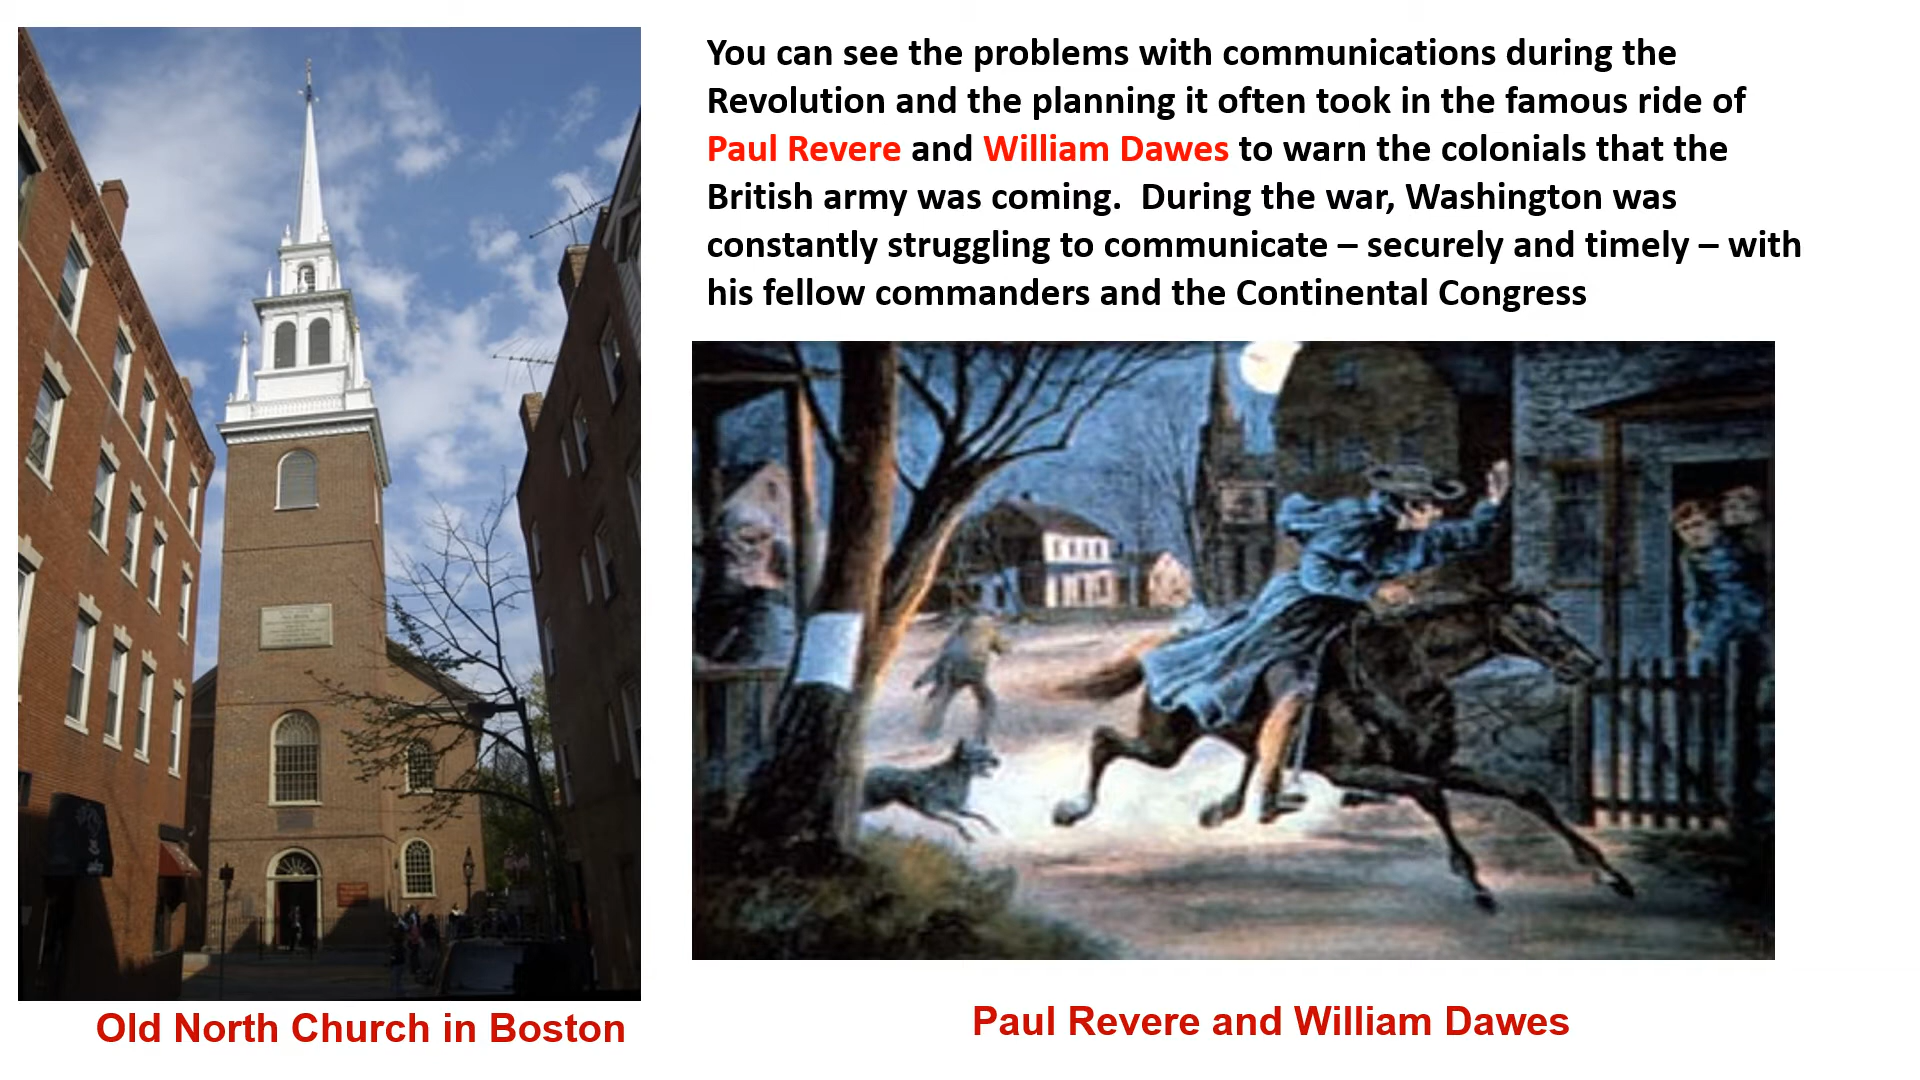 You can see the problems with communications during the
Revolution and the planning it often took in the famous ride of
Paul Revere and William Dawes to warn the colonials that the
British army was coming.  During the war, Washington was
constantly struggling to communicate – securely and timely – with
his fellow commanders and the Continental Congress
Old North Church in Boston
Paul Revere and William Dawes